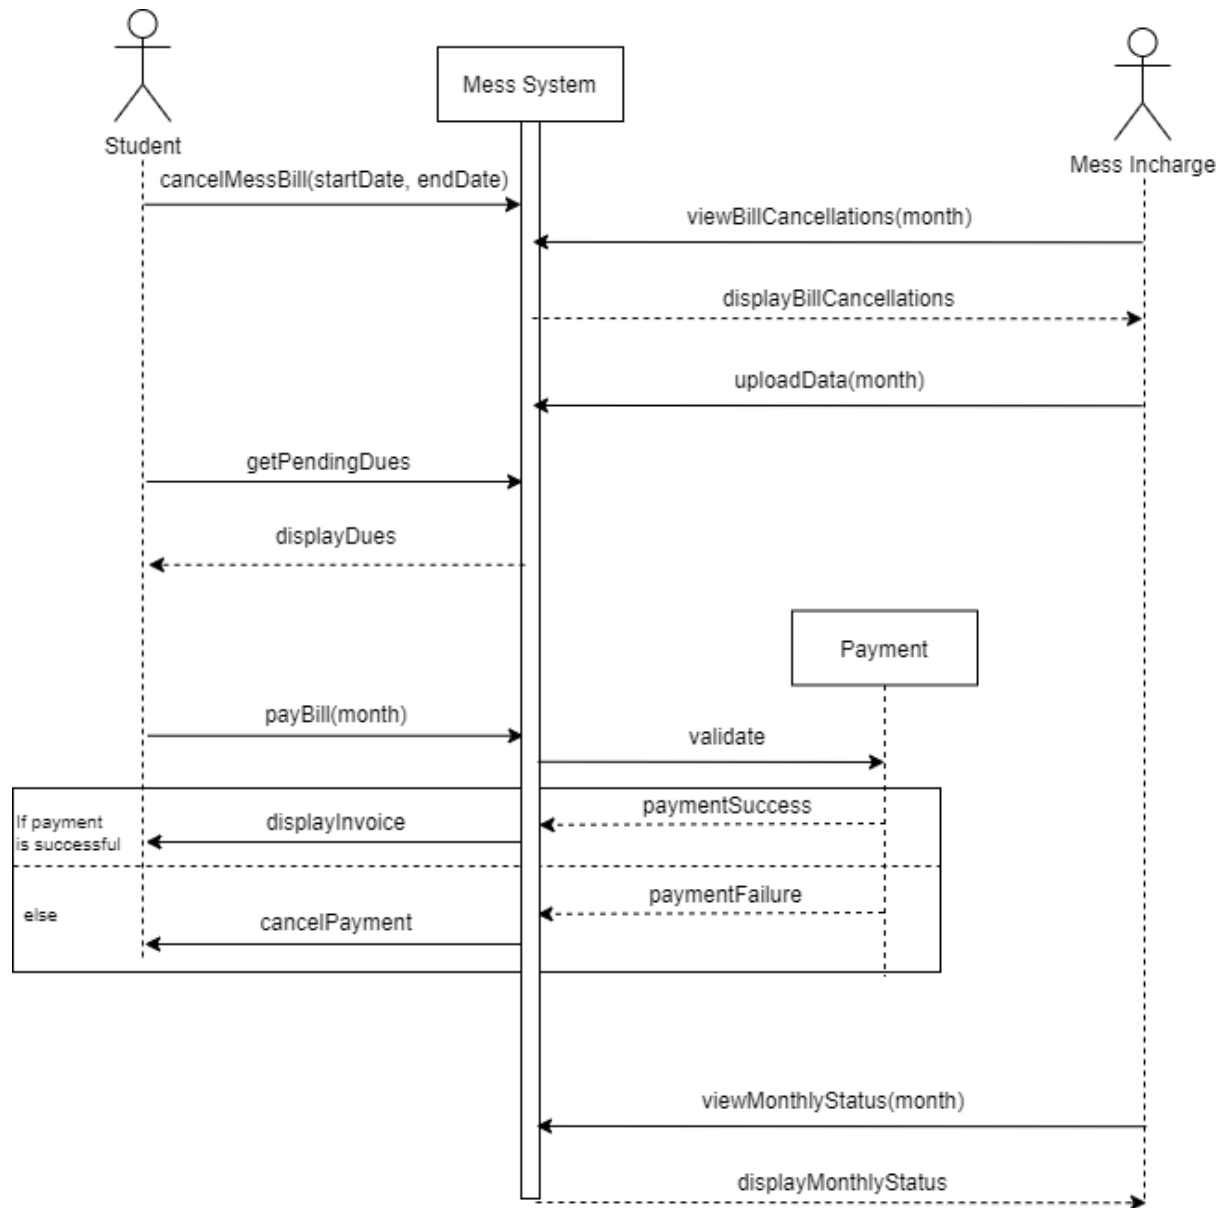 Mess System
Student
Mess Incharge
cancelMessBill(startDate, endDate)
viewBillCancellations(month)
displayBillCancellations
uploadData(month)
getPendingDues
displayDues
Payment
payBill(month)
validate
paymentSuccess
If payment
is successful
displayInvoice
paymentFailure
else
cancelPayment
viewMonthlyStatus(month)
displayMonthlyStatus